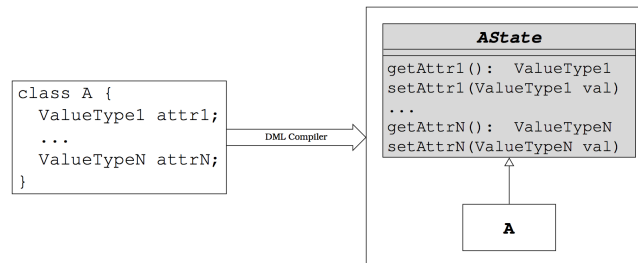 class A {
ValueType1 attr1;
...
ValueTypeN attrN;
}
DML Compiler
AState
getAttr1(): ValueType1
setAttr1(ValueType1 val)
...
getAttrN(): ValueTypeN
setAttrN(ValueTypeN val)
A